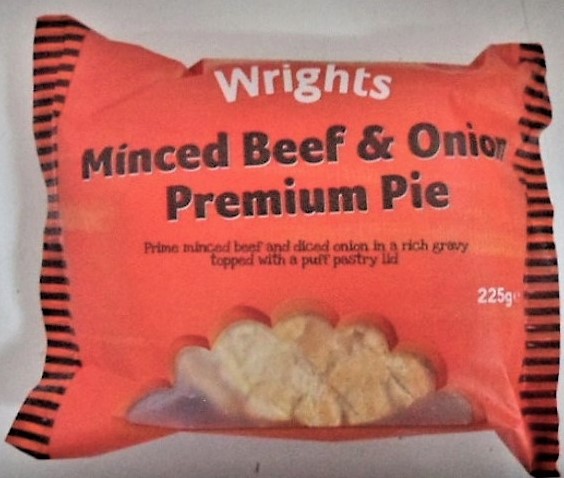 Wrights
Minced Beef & Onion
Premium Pie
Prime minced beef and diced onion in a rich gravy
topped with a puff pastry lid
225g℮